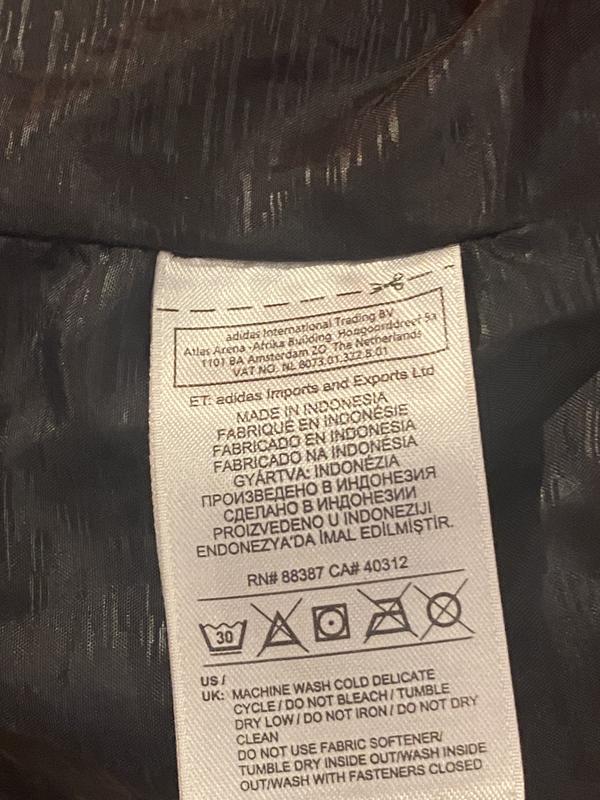 adidas International Trading BV
Atlas Arena -Afrika Building Hoogoorddreef 9a
1101 BA Amsterdam ZO The Netherlands
VAT NO. NL 8073.01.322.B.01
ET: adidas Imports and Exports Ltd
MADE IN INDONESIA
FABRIQUÉ EN INDONÉSIE
FABRICADO EN INDONESIA
FABRICADO NA INDONÉSIA
GYÁRTVA: INDONÉZIA
ПРОИЗВЕДЕНО В ИНДОНЕЗИЯ
СДЕЛАНО В ИНДОНЕЗИИ
PROIZVEDENO U INDONEZIJI
ENDONEZYA'DA İMAL EDİLMİŞTİR.
RN# 88387 CA# 40312
30
US /
UK: MACHINE WASH COLD DELICATE
CYCLE / DO NOT BLEACH / TUMBLE
DRY LOW / DO NOT IRON / DO NOT DRY
CLEAN
DO NOT USE FABRIC SOFTENER/
TUMBLE DRY INSIDE OUT/WASH INSIDE
OUT/WASH WITH FASTENERS CLOSED